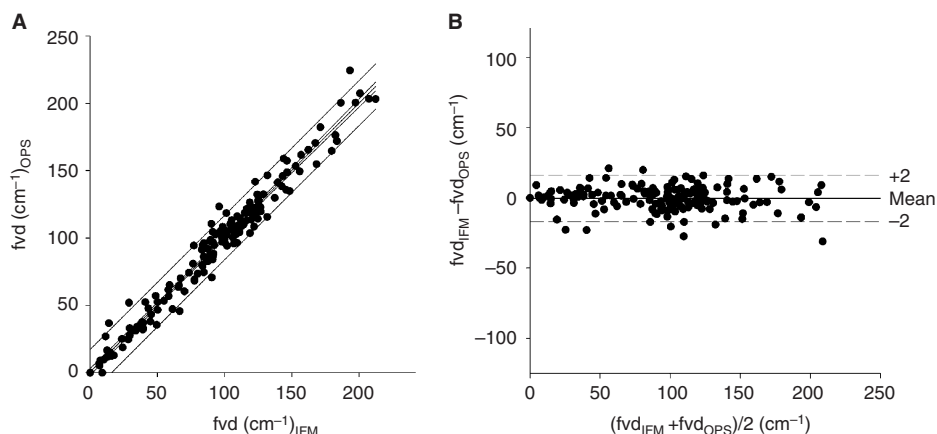 A
fvd (cm⁻¹)OPS
250
200
150
100
50
0
0 50 100 150 200
fvd (cm⁻¹)IFM
B
fvdIFM–fvdOPS (cm⁻¹)
100
50
0
–50
–100
+2
Mean
–2
0 50 100 150 200 250
(fvdIFM+fvdOPS)/2 (cm⁻¹)